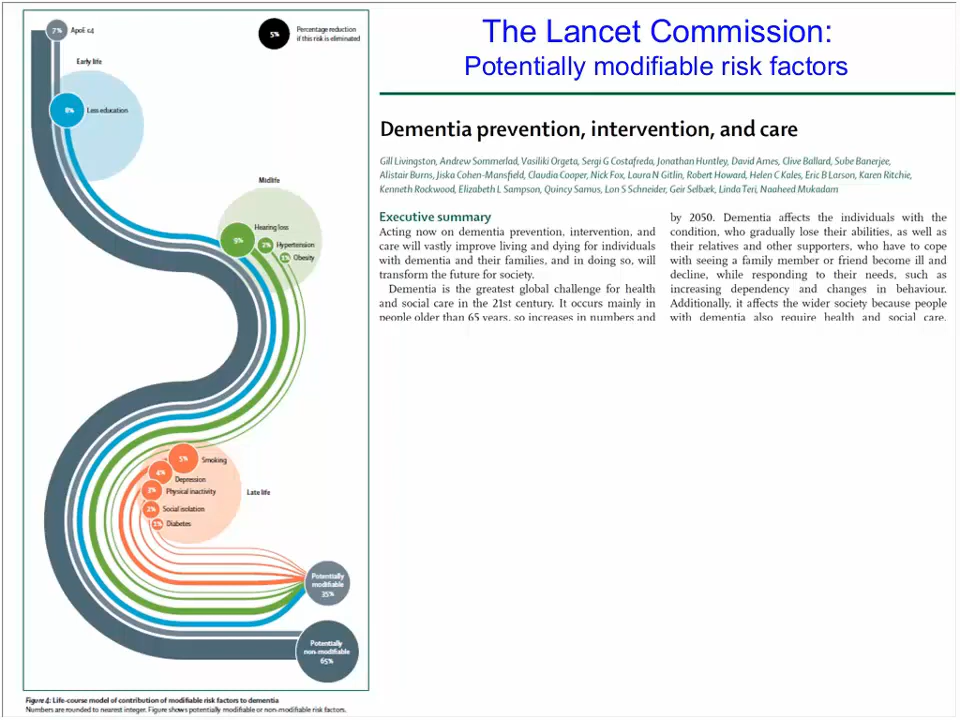 The Lancet Commission:
Potentially modifiable risk factors
7% ApoE ε4
5% Percentage reduction
if this risk is eliminated
Early life
8% Less education
Midlife
Hearing loss
9%
2% Hypertension
1% Obesity
5% Smoking
4%
Depression
3% Physical inactivity
2% Social isolation
1% Diabetes
Late life
Potentially
modifiable
35%
Potentially
non-modifiable
65%
Figure 4: Life-course model of contribution of modifiable risk factors to dementia
Numbers are rounded to nearest integer. Figure shows potentially modifiable or non-modifiable risk factors.
Dementia prevention, intervention, and care
Gill Livingston, Andrew Sommerlad, Vasiliki Orgeta, Sergi G Costafreda, Jonathan Huntley, David Ames, Clive Ballard, Sube Banerjee,
Alistair Burns, Jiska Cohen-Mansfield, Claudia Cooper, Nick Fox, Laura N Gitlin, Robert Howard, Helen C Kales, Eric B Larson, Karen Ritchie,
Kenneth Rockwood, Elizabeth L Sampson, Quincy Samus, Lon S Schneider, Geir Selbæk, Linda Teri, Naaheed Mukadam
Executive summary
Acting now on dementia prevention, intervention, and
care will vastly improve living and dying for individuals
with dementia and their families, and in doing so, will
transform the future for society.
Dementia is the greatest global challenge for health
and social care in the 21st century. It occurs mainly in
people older than 65 years, so increases in numbers and
by 2050. Dementia affects the individuals with the
condition, who gradually lose their abilities, as well as
their relatives and other supporters, who have to cope
with seeing a family member or friend become ill and
decline, while responding to their needs, such as
increasing dependency and changes in behaviour.
Additionally, it affects the wider society because people
with dementia also require health and social care.